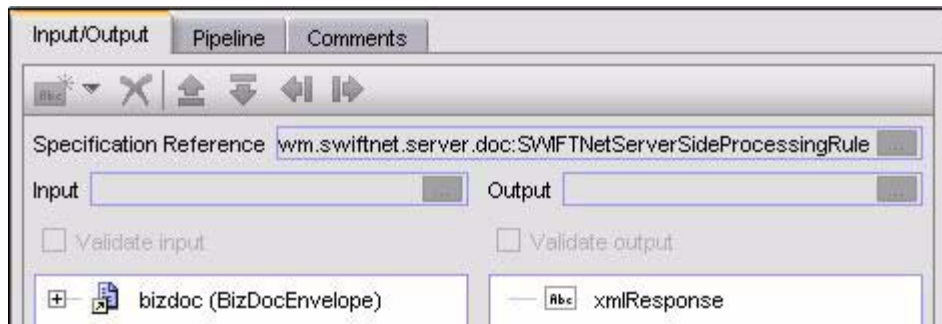 Input/Output Pipeline Comments
Abc
Specification Reference wm.swiftnet.server.doc:SWIFTNetServerSideProcessingRule ...
Input ... Output ...
Validate input Validate output
bizdoc (BizDocEnvelope) Abc xmlResponse